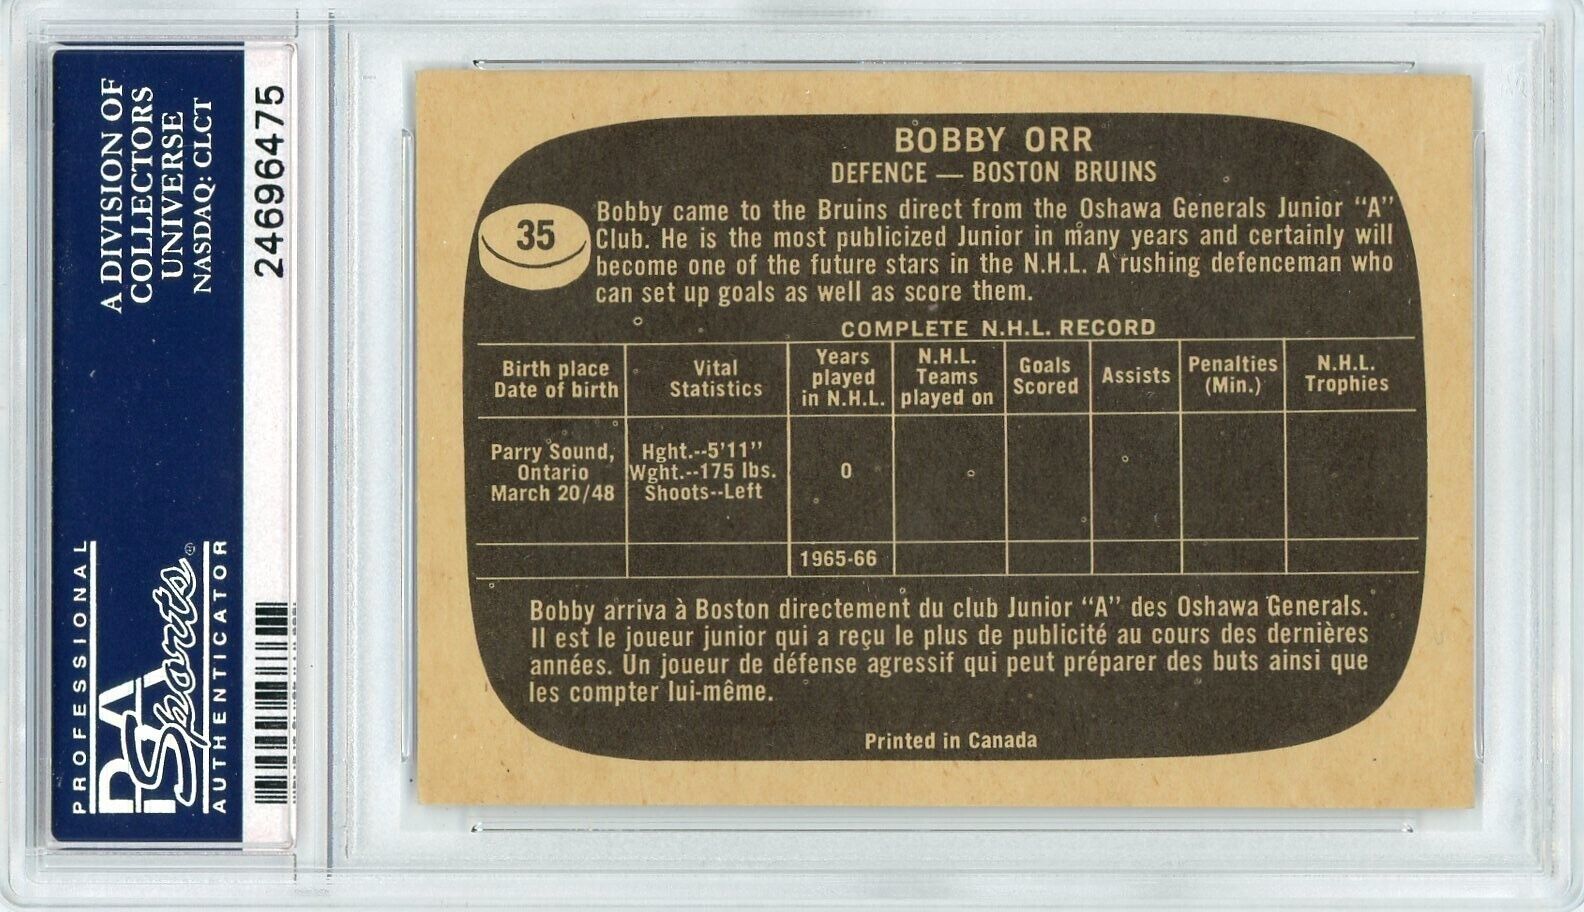 A DIVISION OF
COLLECTORS
UNIVERSE
NASDAQ: CLCT
24696475
PROFESSIONAL
PSA
Sports
AUTHENTICATOR
BOBBY ORR
DEFENCE — BOSTON BRUINS
35
Bobby came to the Bruins direct from the Oshawa Generals Junior "A"
Club. He is the most publicized Junior in many years and certainly will
become one of the future stars in the N.H.L. A rushing defenceman who
can set up goals as well as score them.
COMPLETE N.H.L. RECORD
Birth place
Date of birth
Vital
Statistics
Years
played
in N.H.L.
N.H.L.
Teams
played on
Goals
Scored
Assists
Penalties
(Min.)
N.H.L.
Trophies
Parry Sound,
Ontario
March 20/48
Hght.--5'11"
Wght.--175 lbs.
Shoots--Left
0
1965-66
Bobby arriva à Boston directement du club Junior "A" des Oshawa Generals.
Il est le joueur junior qui a reçu le plus de publicité au cours des dernières
années. Un joueur de défense agressif qui peut préparer des buts ainsi que
les compter lui-même.
Printed in Canada